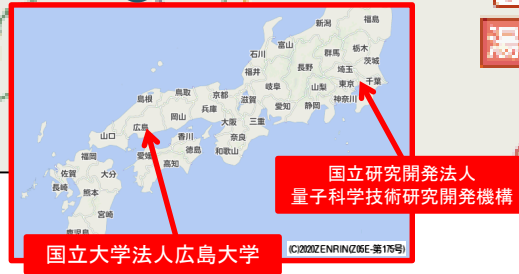 新潟
福島
富山
石川
群馬
栃木
福井
長野
埼玉
茨城
鳥取
京都
岐阜
山梨
東京
千葉
島根
滋賀
愛知
静岡
神奈川
兵庫
岡山
広島
大阪
三重
山口
香川
奈良
福岡
愛媛
徳島
和歌山
高知
佐賀
大分
長崎
熊本
宮崎
鹿児島
国立研究開発法人
量子科学技術研究開発機構
国立大学法人広島大学
(C)2020ZENRIN(Z05E-第175号)